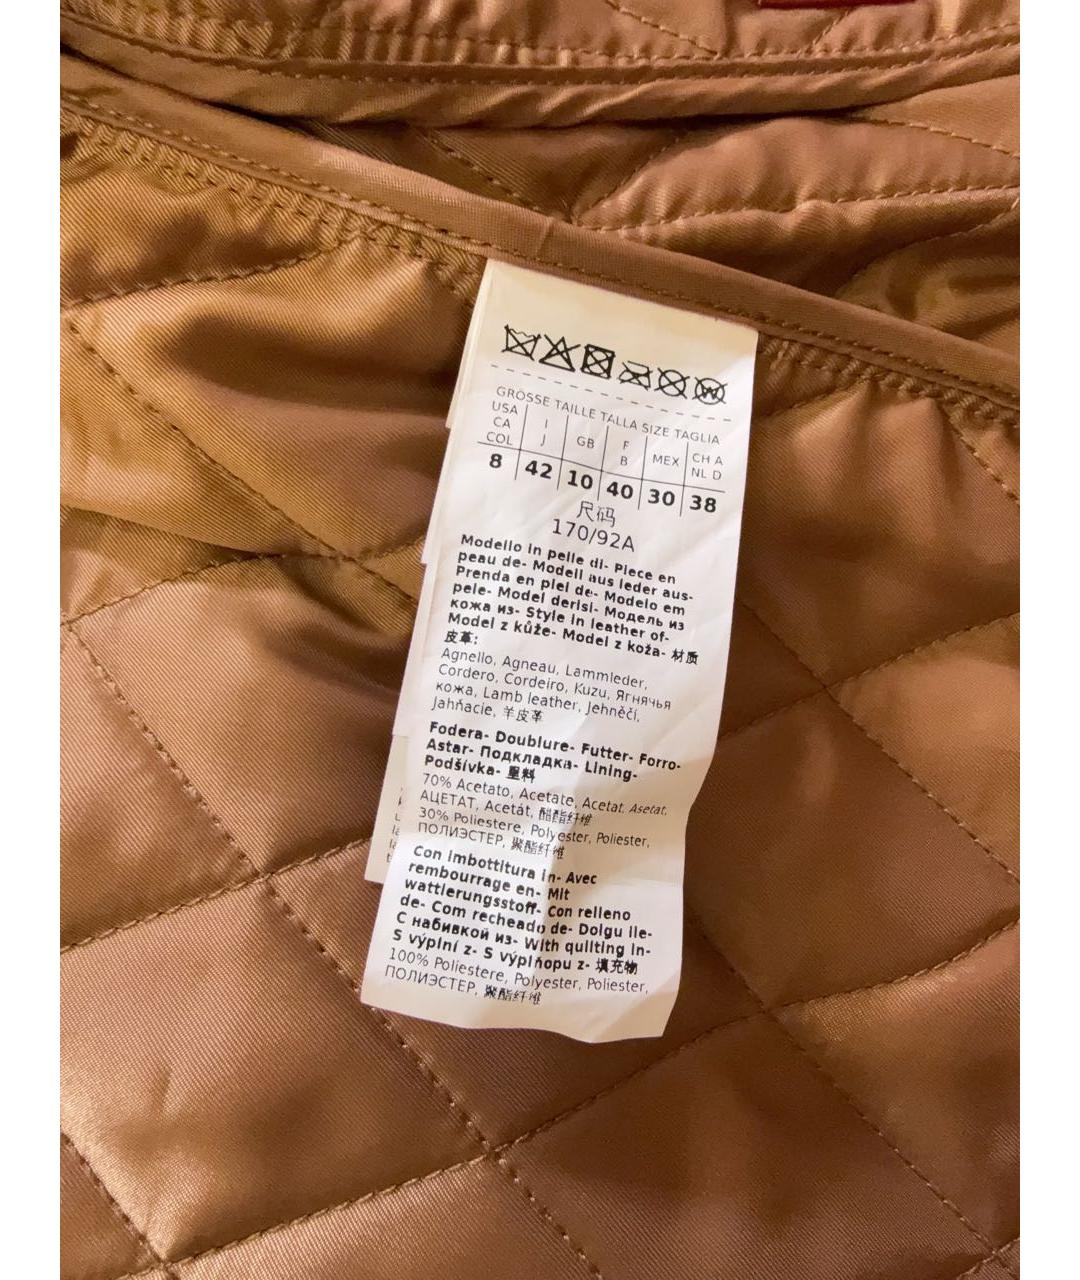 GRÖSSE TAILLE TALLA SIZE TAGLIA
USA CA COL | I J | GB | F B | MEX | CH A NL D
8 | 42 | 10 | 40 | 30 | 38
尺码
170/92A
Modello in pelle di- Piece en
peau de- Modell aus leder aus-
Prenda en piel de- Modelo em
pele- Model derisi- Модель из
кожа из- Style in leather of-
Model z kůže- Model z koža- 材质
皮革:
Agnello, Agneau, Lammleder,
Cordero, Cordeiro, Kuzu, Ягнячья
кожа, Lamb leather, Jehněčí,
Jahňacie, 羊皮革
Fodera- Doublure- Futter- Forro-
Astar- Подкладка- Lining-
Podšívka- 里料
70% Acetato, Acetate, Acetat, Asetat,
АЦЕТАТ, Acetát, 醋酯纤维
30% Poliestere, Polyester, Poliester,
ПОЛИЭСТЕР, 聚酯纤维
Con imbottitura in- Avec
rembourrage en- Mit
wattierungsstoff- Con relleno
de- Com recheado de- Dolgu ile-
С набивкой из- With quilting in-
S výplní z- S výplňopu z- 填充物
100% Poliestere, Polyester, Poliester,
ПОЛИЭСТЕР, 聚酯纤维